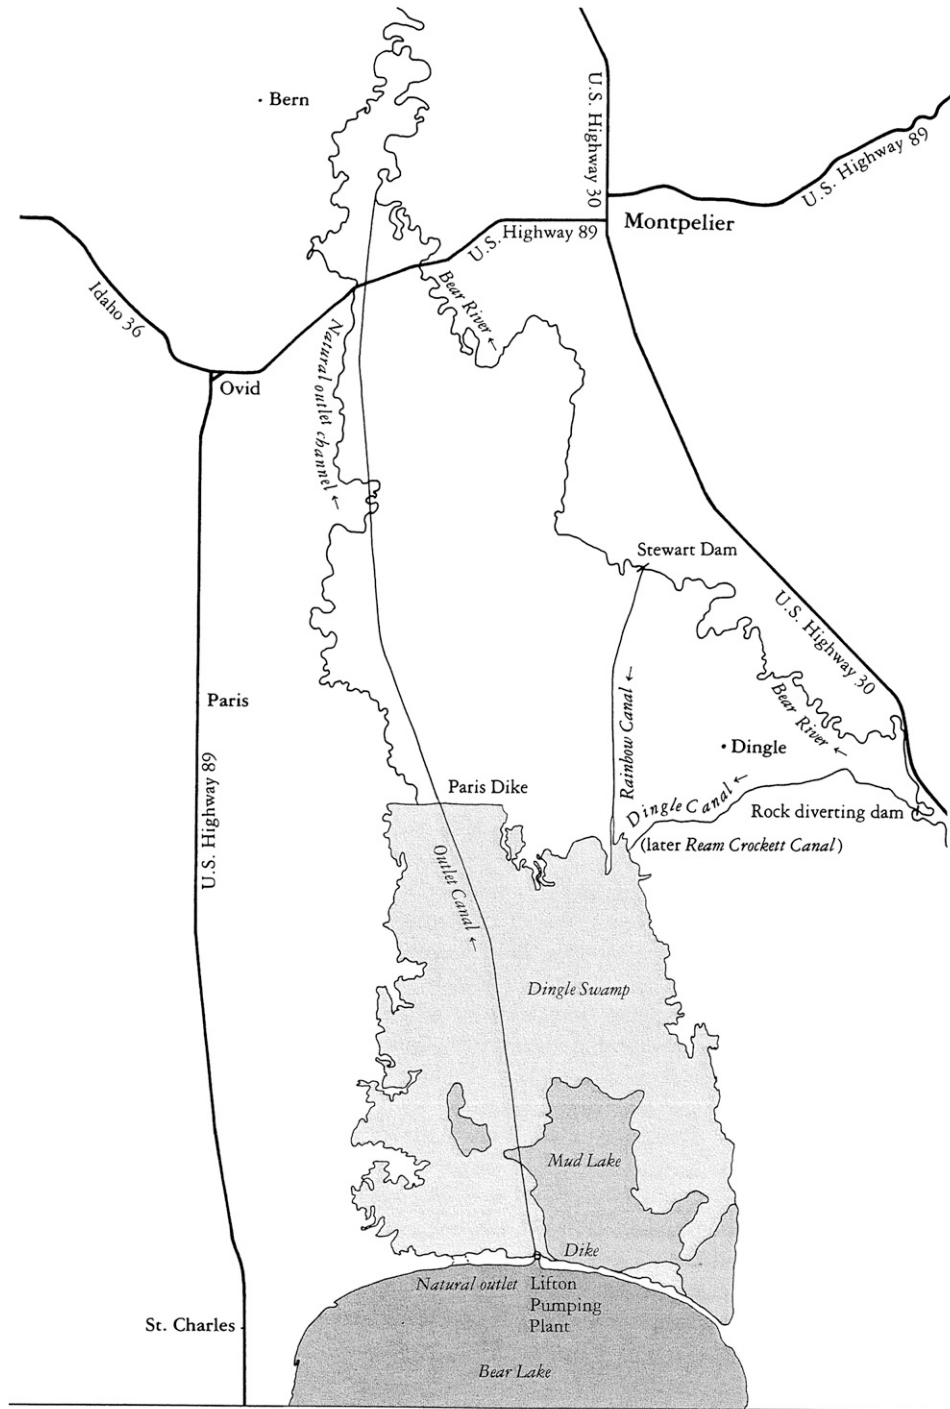 Bern
U.S. Highway 30
U.S. Highway 89
Montpelier
U.S. Highway 89
Idaho 36
Bear River ←
Natural outlet channel ←
Ovid
Stewart Dam
U.S. Highway 30
Paris
Rainbow Canal ←
Bear River ←
Dingle
U.S. Highway 89
Paris Dike
Dingle Canal ←
Rock diverting dam
(later Ream Crockett Canal)
Outlet Canal ←
Dingle Swamp
Mud Lake
Dike
Natural outlet
Lifton
Pumping
Plant
St. Charles
Bear Lake